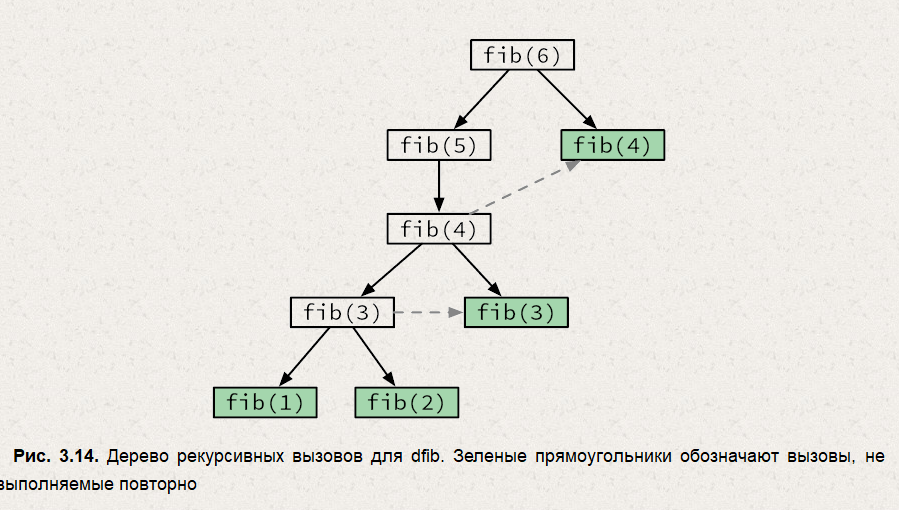 fib(6)
fib(5)
fib(4)
fib(4)
fib(3)
fib(3)
fib(1)
fib(2)
Рис. 3.14. Дерево рекурсивных вызовов для dfib. Зеленые прямоугольники обозначают вызовы, не
выполняемые повторно